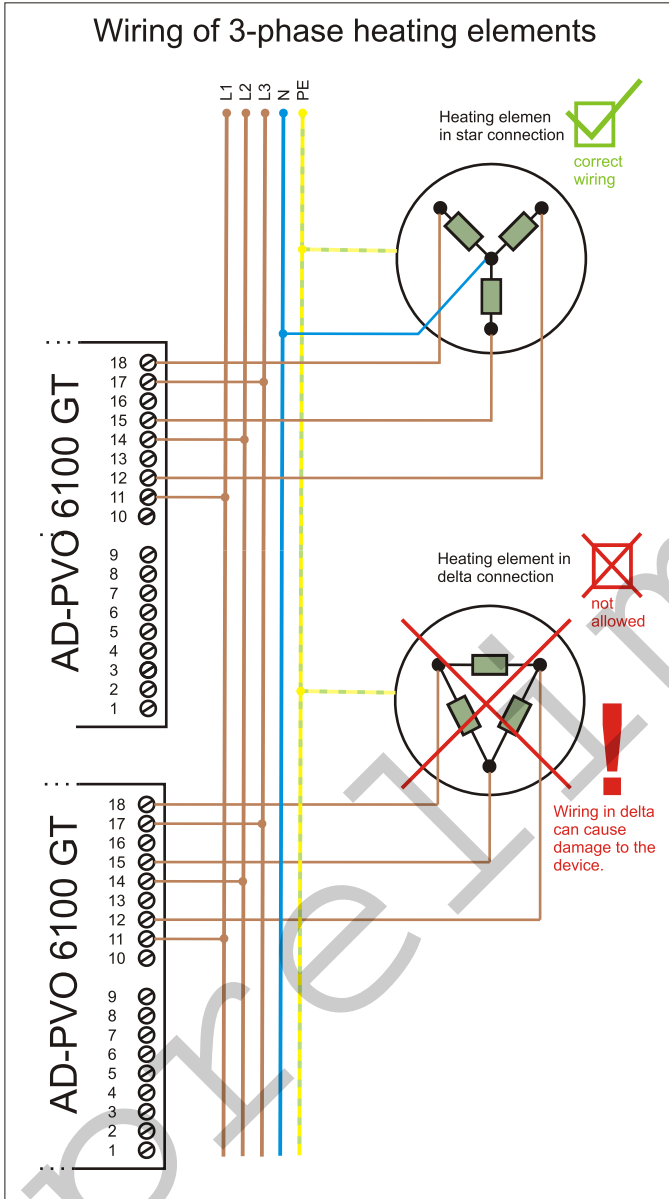 Wiring of 3-phase heating elements
L1
L2
L3
N
PE
Heating elemen
in star connection
correct
wiring
AD-PVO 6100 GT
18
17
16
15
14
13
12
11
10
9
8
7
6
5
4
3
2
1
Heating element in
delta connection
not
allowed
Wiring in delta
can cause
damage to the
device.
AD-PVO 6100 GT
18
17
16
15
14
13
12
11
10
9
8
7
6
5
4
3
2
1
prelim